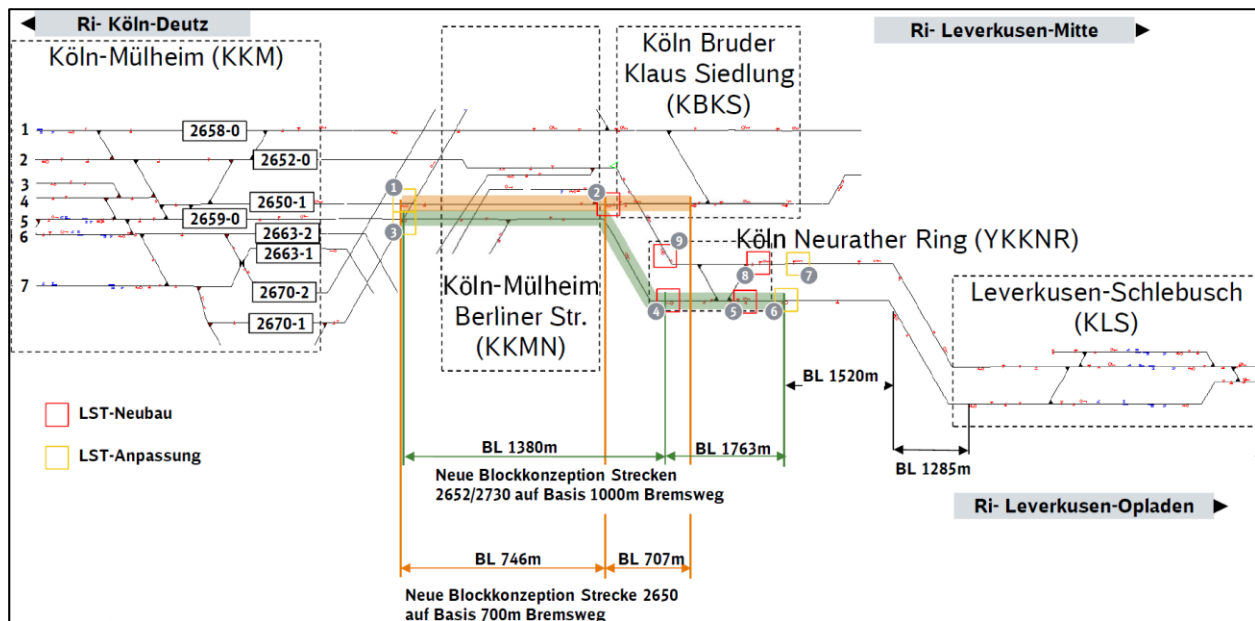 Ri- Köln-Deutz
Ri- Leverkusen-Mitte
Köln-Mülheim (KKM)
Köln Bruder
Klaus Siedlung
(KBKS)
1
2658-0
2
2652-0
3
4
2650-1
5
2659-0
6
2663-2
2663-1
7
2670-2
2670-1
1
2
3
9
Köln Neurather Ring (YKKNR)
8
7
4
5
6
Köln-Mülheim
Berliner Str.
(KKMN)
Leverkusen-Schlebusch
(KLS)
BL 1520m
LST-Neubau
LST-Anpassung
BL 1380m
BL 1763m
BL 1285m
Neue Blockkonzeption Strecken
2652/2730 auf Basis 1000m Bremsweg
Ri- Leverkusen-Opladen
BL 746m
BL 707m
Neue Blockkonzeption Strecke 2650
auf Basis 700m Bremsweg